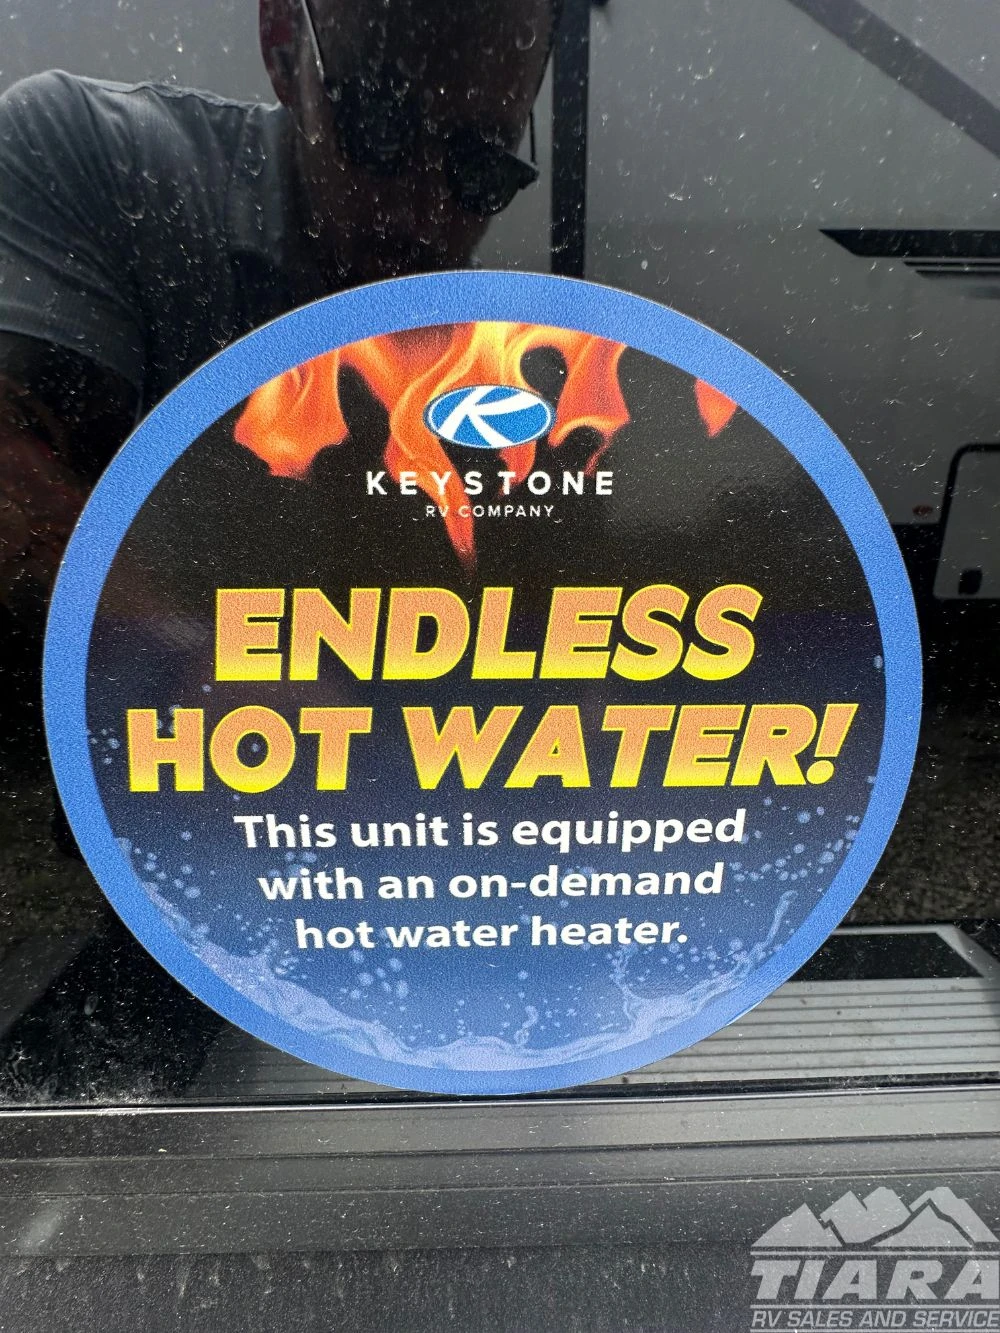 KEYSTONE
RV COMPANY
ENDLESS
HOT WATER!
This unit is equipped
with an on-demand
hot water heater.
TIARA
RV SALES AND SERVICE